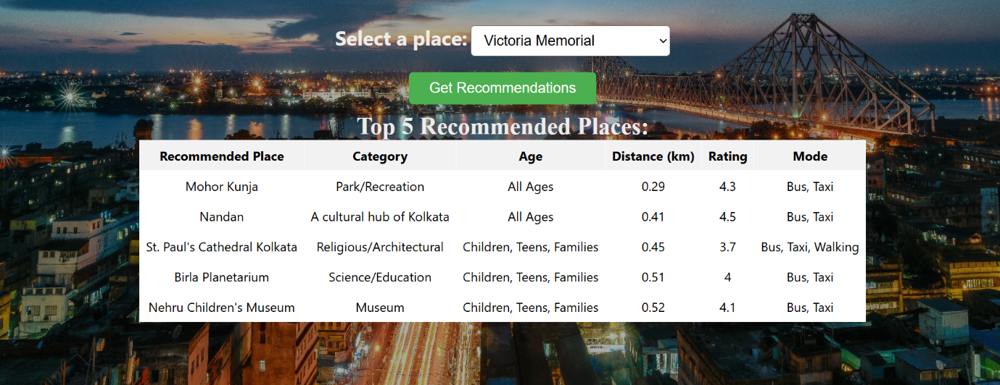 Select a place: Victoria Memorial
Get Recommendations
Top 5 Recommended Places:
Recommended Place Category Age Distance (km) Rating Mode
Mohor Kunja Park/Recreation All Ages 0.29 4.3 Bus, Taxi
Nandan A cultural hub of Kolkata All Ages 0.41 4.5 Bus, Taxi
St. Paul's Cathedral Kolkata Religious/Architectural Children, Teens, Families 0.45 3.7 Bus, Taxi, Walking
Birla Planetarium Science/Education Children, Teens, Families 0.51 4 Bus, Taxi
Nehru Children's Museum Museum Children, Teens, Families 0.52 4.1 Bus, Taxi